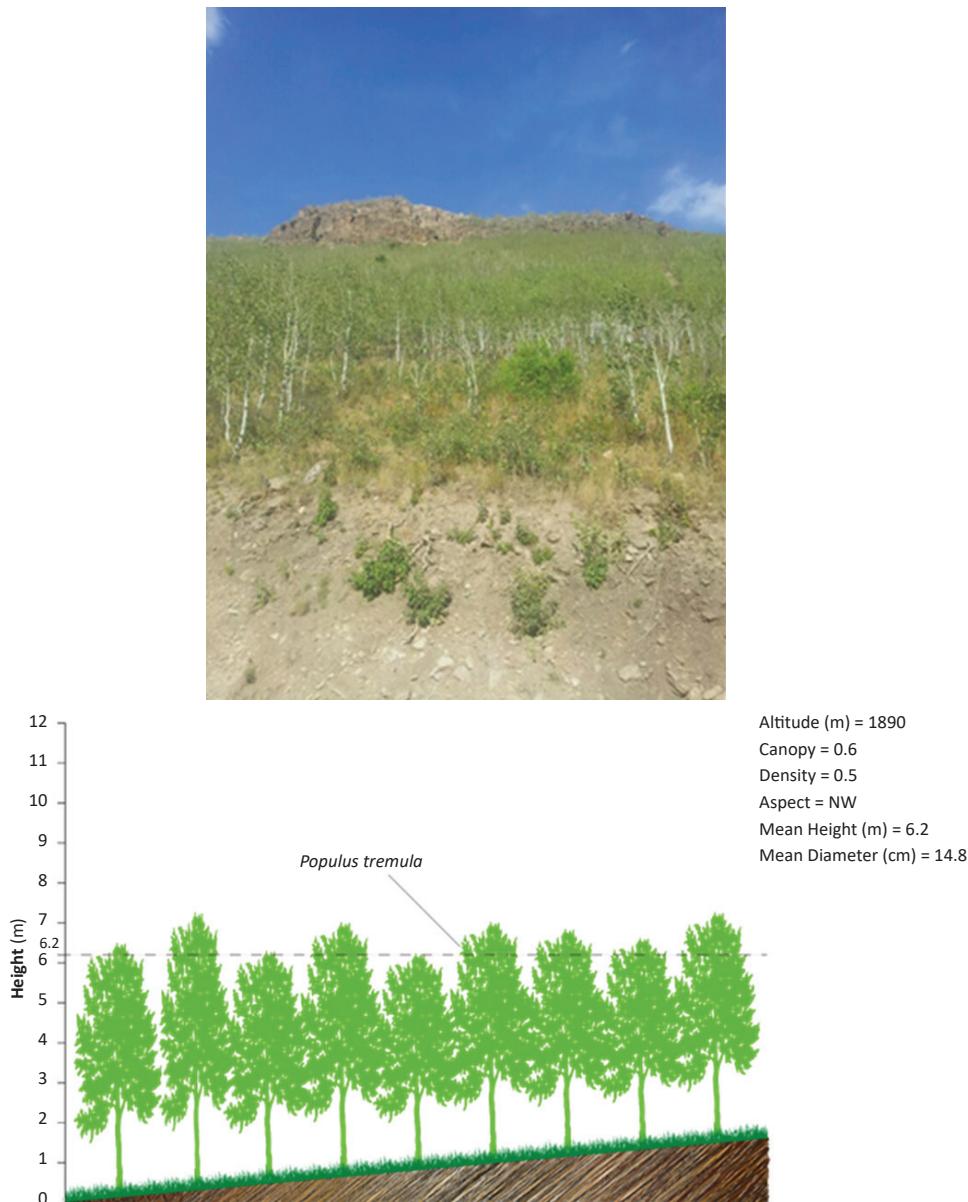 12
11
10
9
8
7
6.2
6
5
4
3
2
1
0
Height (m)
Populus tremula
Altitude (m) = 1890
Canopy = 0.6
Density = 0.5
Aspect = NW
Mean Height (m) = 6.2
Mean Diameter (cm) = 14.8